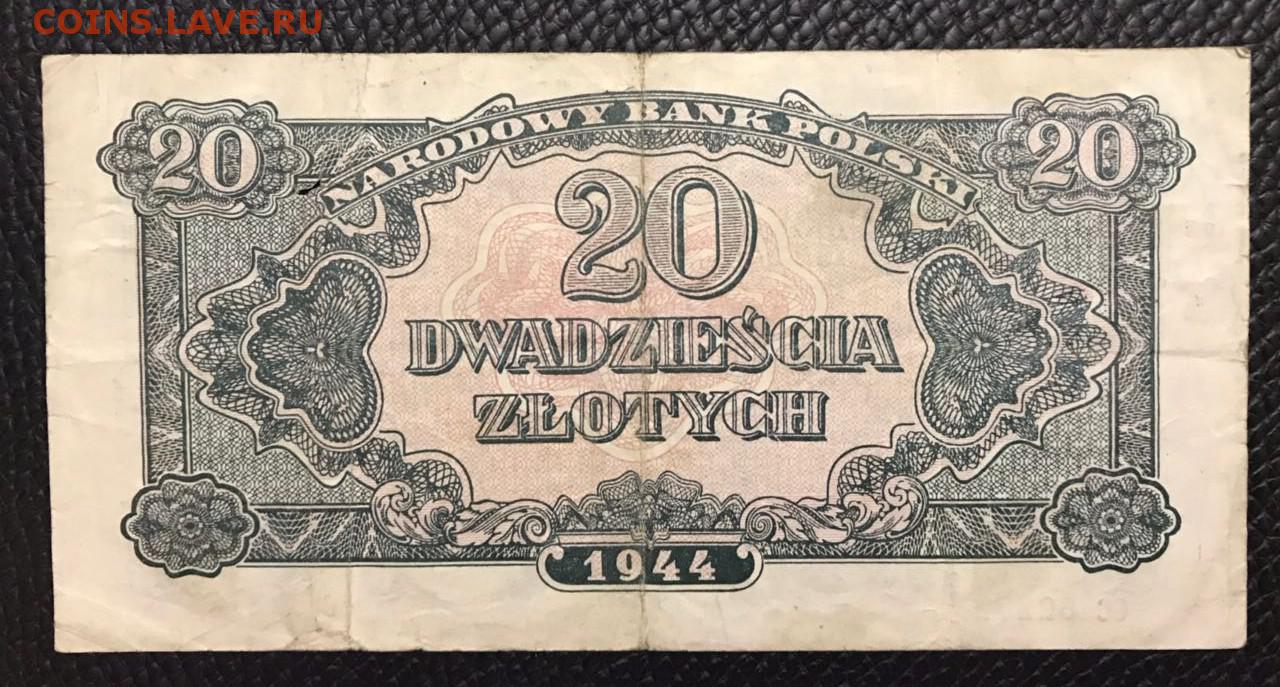 COINS.LAVE.RU
NARODOWY BANK POLSKI
20
20
20
DWADZIEŚCIA
ZŁOTYCH
1944